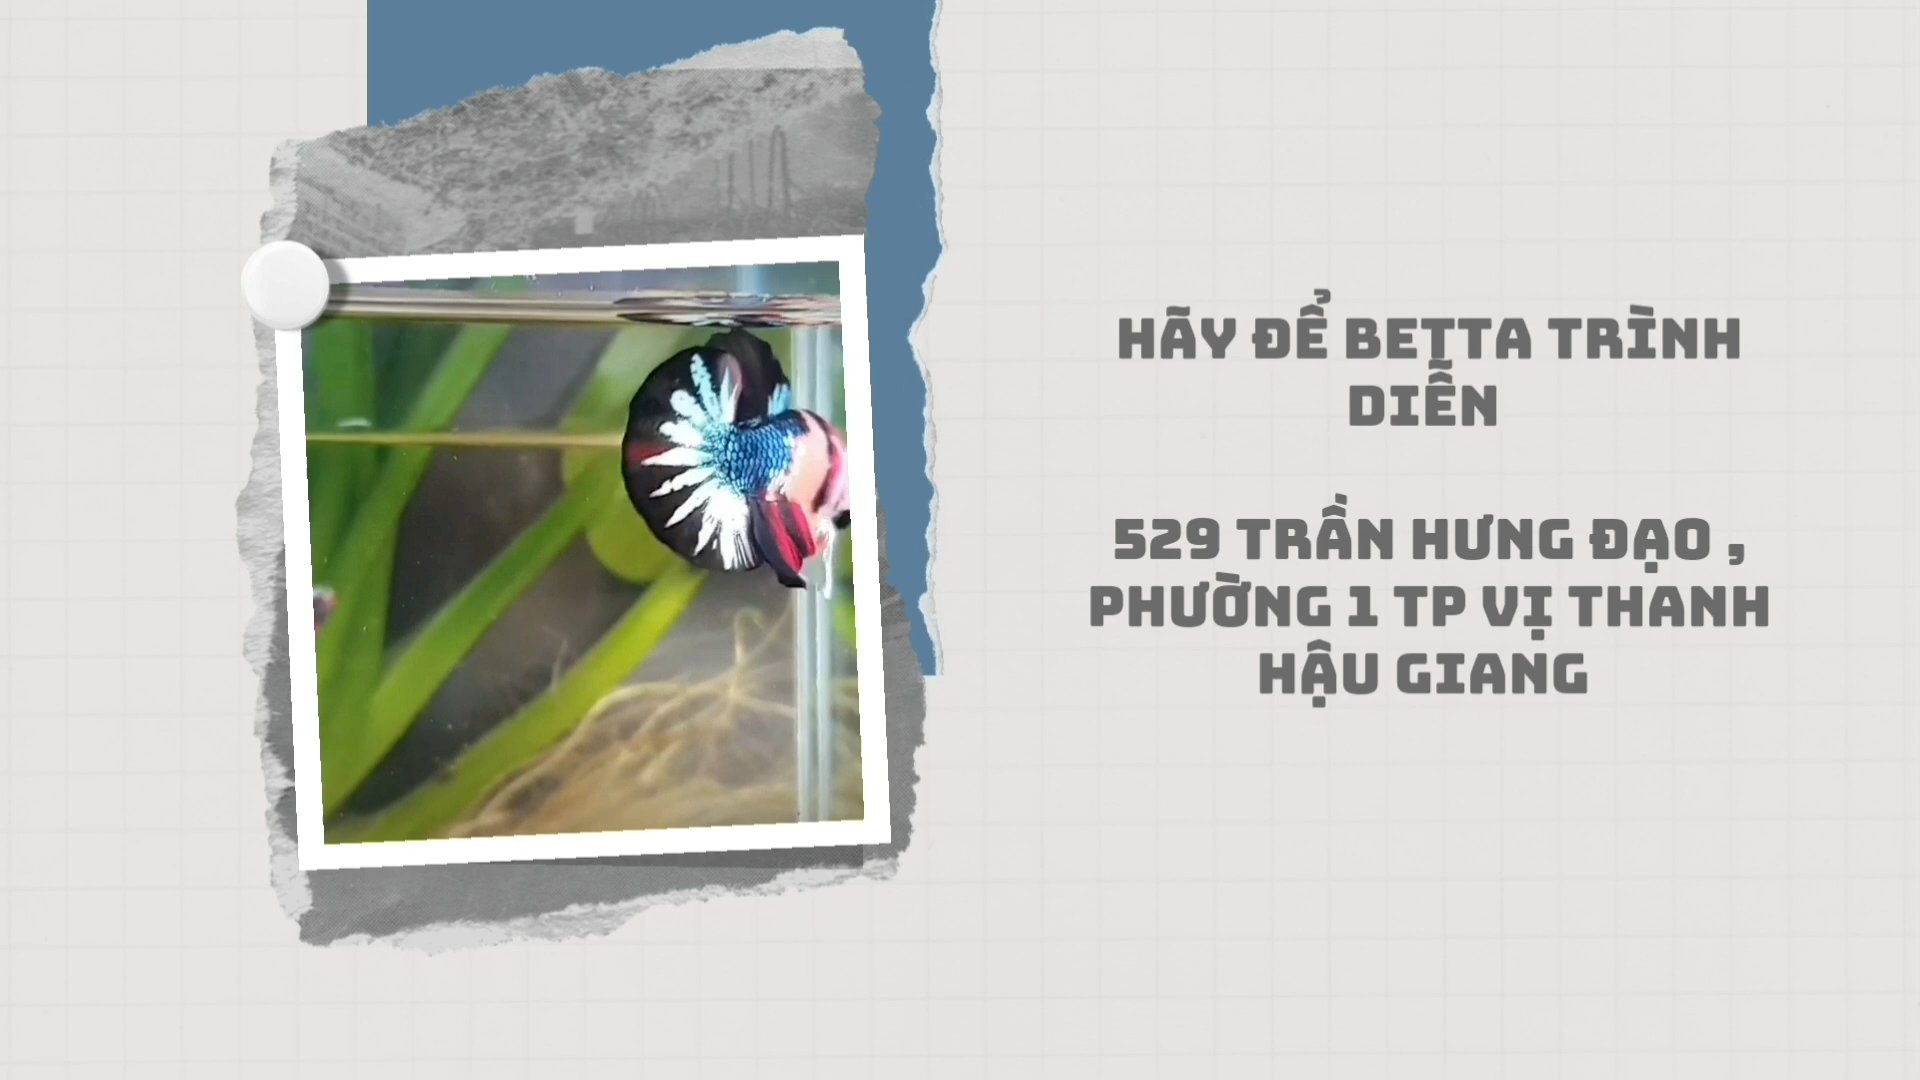 HÃY ĐỂ BETTA TRÌNH
DIỄN
529 TRẦN HƯNG ĐẠO ,
PHƯỜNG 1 TP VỊ THANH
HẬU GIANG